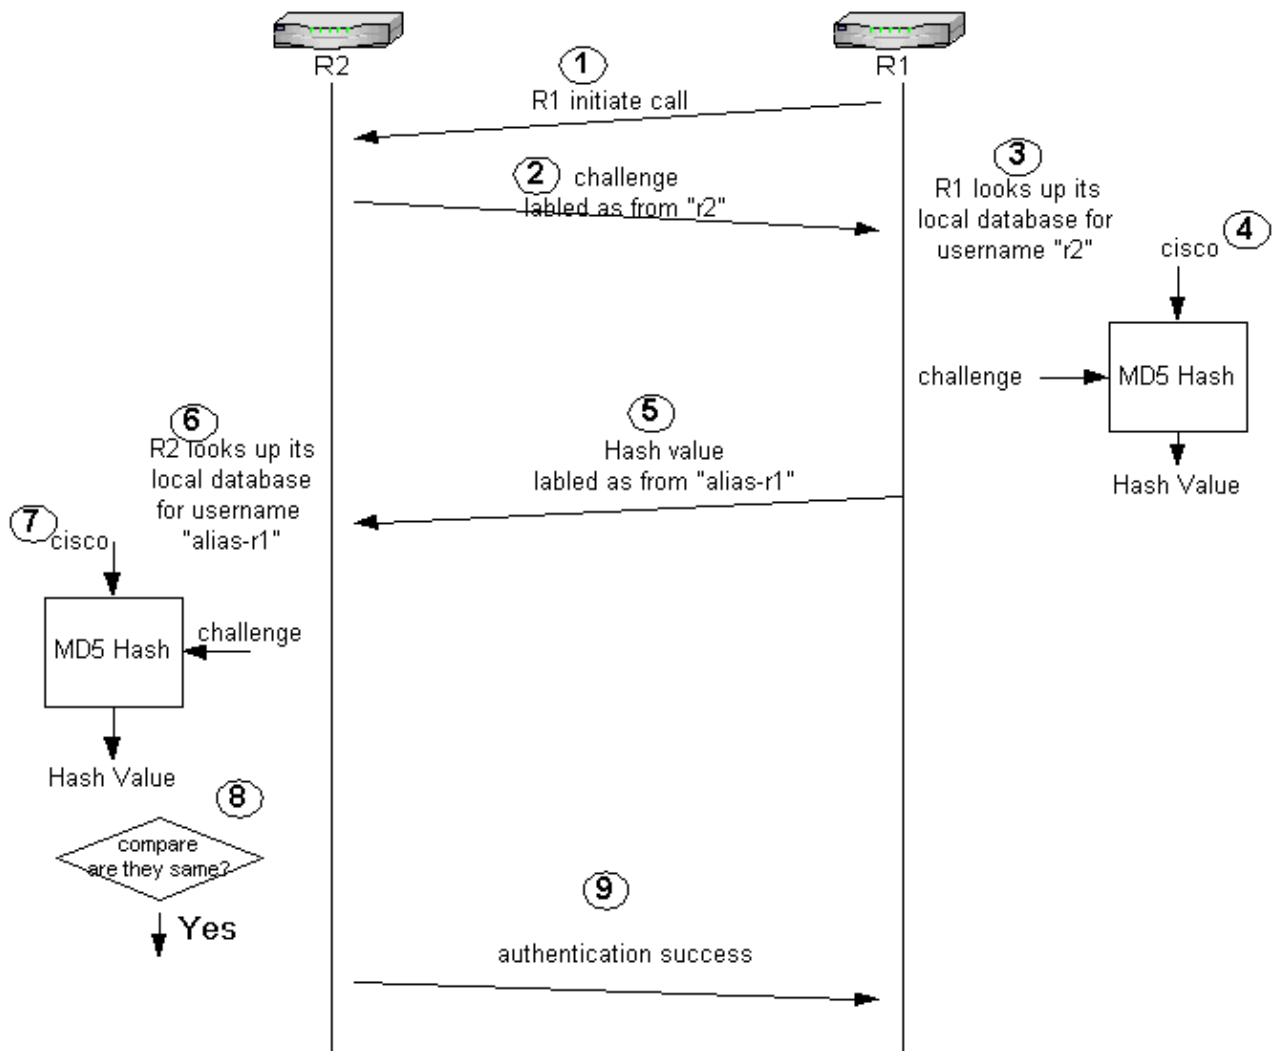 R2
R1
1
R1 initiate call
2
challenge
labled as from "r2"
3
R1 looks up its
local database for
username "r2"
4
cisco
challenge
MD5 Hash
Hash Value
5
Hash value
labled as from "alias-r1"
6
R2 looks up its
local database
for username
"alias-r1"
7
cisco
MD5 Hash
challenge
Hash Value
8
compare
are they same?
Yes
9
authentication success